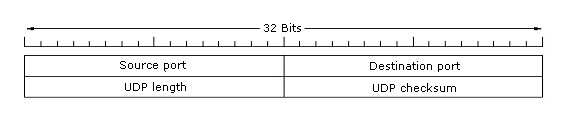 32 Bits
Source port Destination port
UDP length UDP checksum